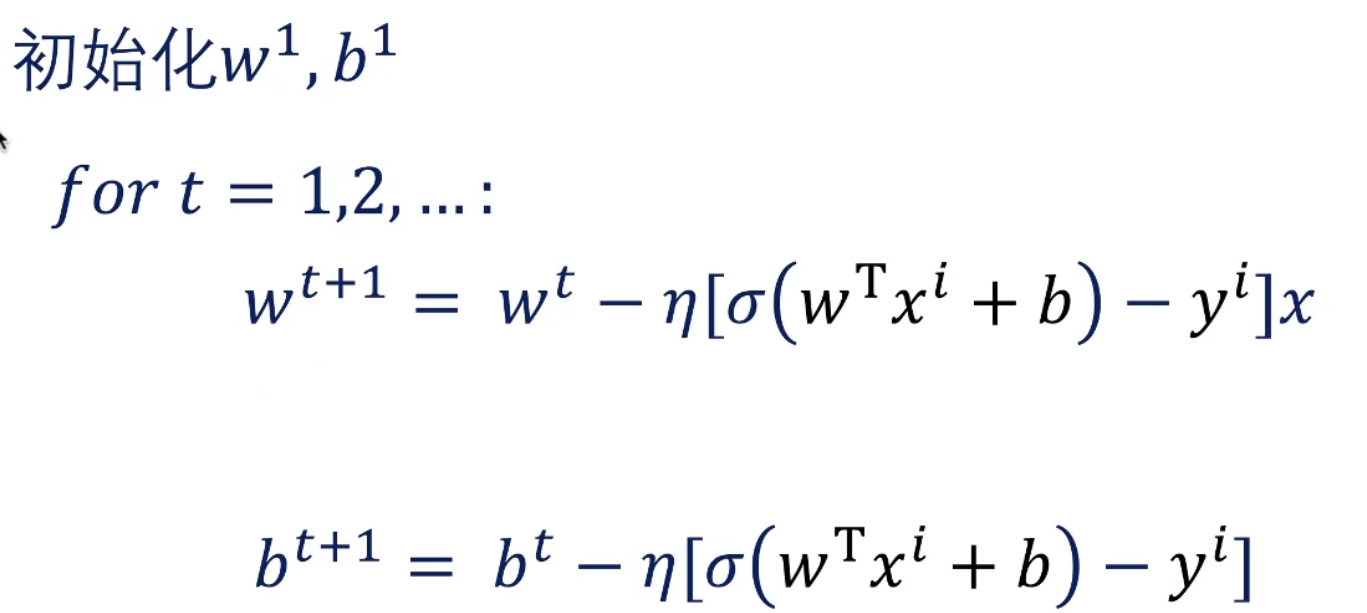 初始化w¹, b¹
for t = 1,2, … :
wᵗ⁺¹ = wᵗ − η[σ(wᵀxⁱ + b) − yⁱ]x
bᵗ⁺¹ = bᵗ − η[σ(wᵀxⁱ + b) − yⁱ]